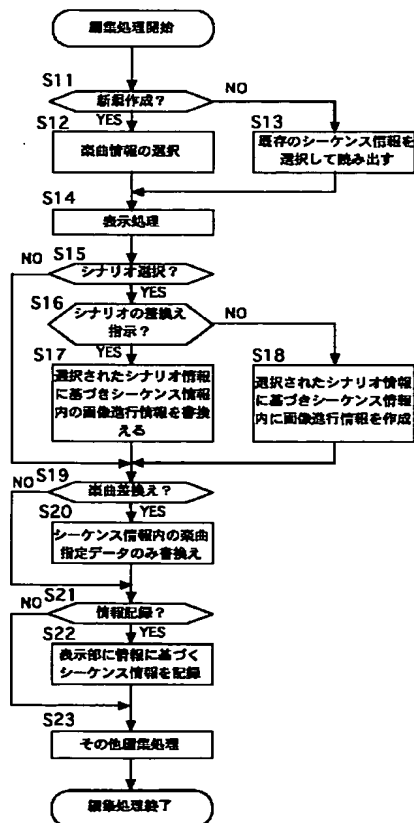 編集処理開始
S11
新規作成?
NO
YES
S12
楽曲情報の選択
S13
既存のシーケンス情報を
選択して読み出す
S14
表示処理
S15
NO
シナリオ選択?
YES
S16
シナリオの差換え
指示?
NO
YES
S17
選択されたシナリオ情報
に基づきシーケンス情報
内の画像進行情報を書換
える
S18
選択されたシナリオ情報
に基づきシーケンス情報
内に画像進行情報を作成
S19
NO
楽曲差換え?
YES
S20
シーケンス情報内の楽曲
指定データのみ書換え
S21
NO
情報記録?
YES
S22
表示部に情報に基づく
シーケンス情報を記録
S23
その他編集処理
編集処理終了